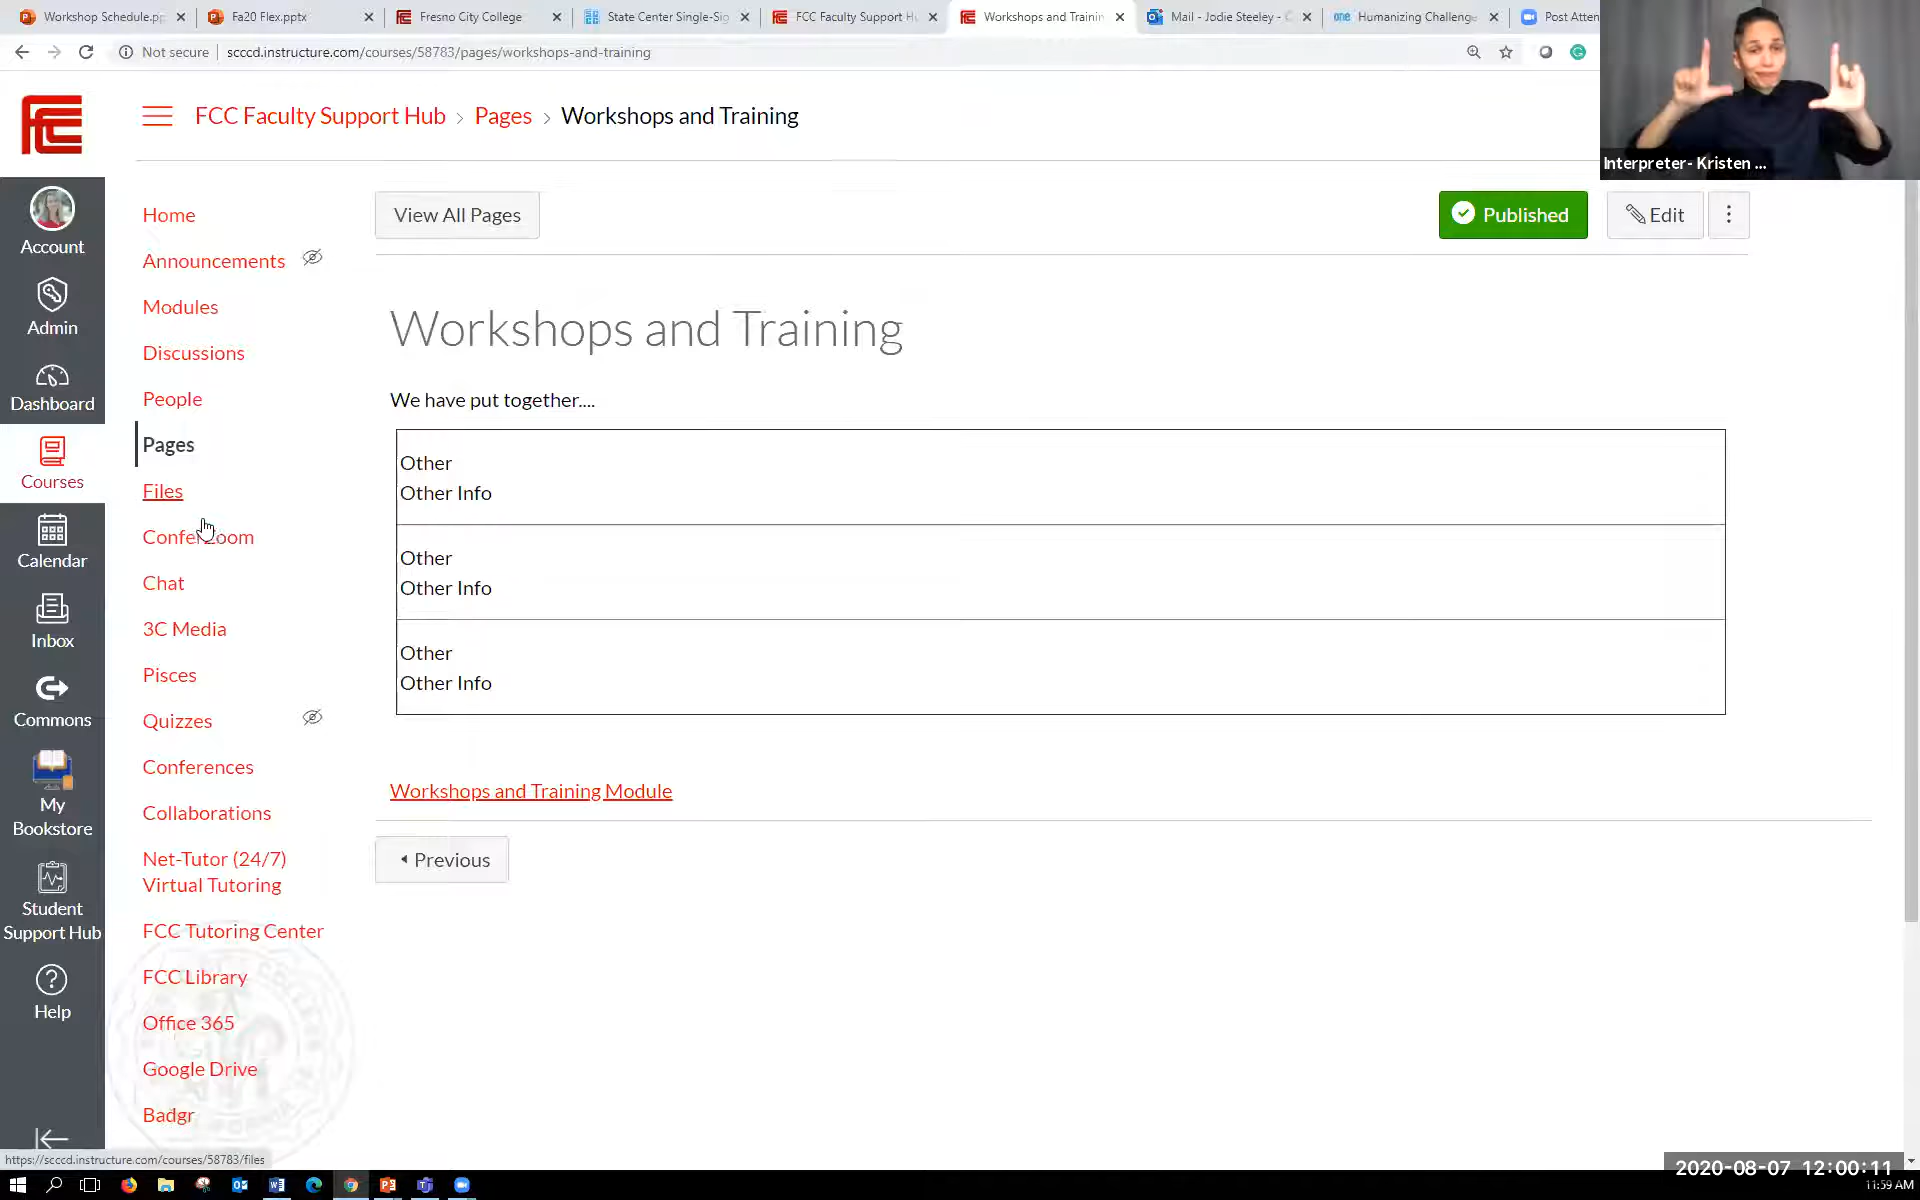 Workshop Schedule.p
Fa20 Flex.pptx
Fresno City College
State Center Single-Sig
FCC Faculty Support Hu
Workshops and Trainin
Mail - Jodie Steeley - C
one Humanizing Challenge
Post Atten
Not secure
scccd.instructure.com/courses/58783/pages/workshops-and-training
Interpreter- Kristen ...
FCC
FCC Faculty Support Hub > Pages > Workshops and Training
Account
Admin
Dashboard
Courses
Calendar
Inbox
Commons
My
Bookstore
Student
Support Hub
Help
Home
Announcements
Modules
Discussions
People
Pages
Files
ConferZoom
Chat
3C Media
Pisces
Quizzes
Conferences
Collaborations
Net-Tutor (24/7)
Virtual Tutoring
FCC Tutoring Center
FCC Library
Office 365
Google Drive
Badgr
View All Pages
Published
Edit
Workshops and Training
We have put together....
Other
Other Info
Other
Other Info
Other
Other Info
Workshops and Training Module
Previous
https://scccd.instructure.com/courses/58783/files
2020-08-07 12:00:11
11:59 AM